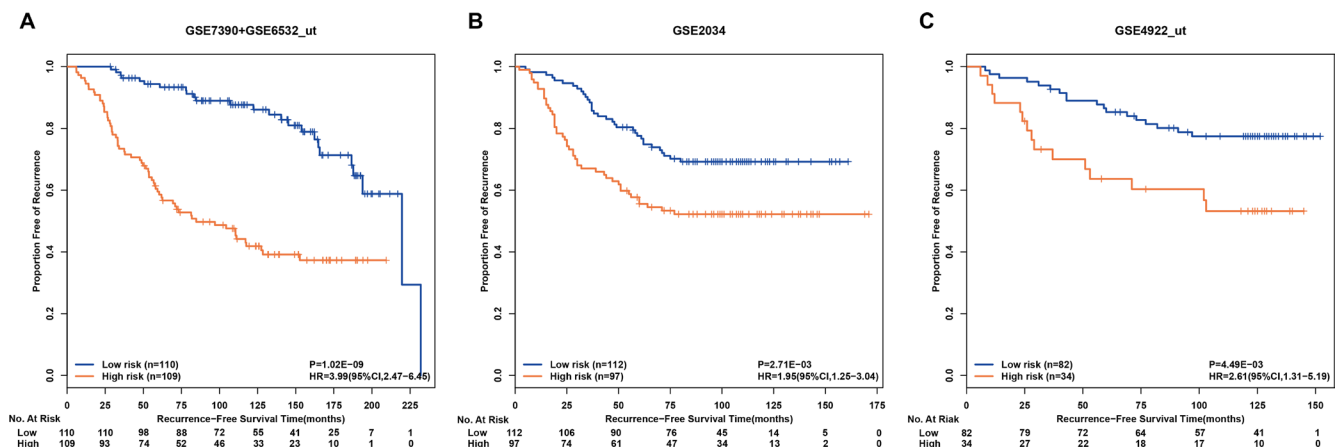 A
GSE7390+GSE6532_ut
Proportion Free of Recurrence
1.0
0.8
0.6
0.4
0.2
0.0
Low risk (n=110) P=1.02E−09
High risk (n=109) HR=3.99(95%CI,2.47−6.45)
0 25 50 75 100 125 150 175 200 225
No. At Risk Recurrence−Free Survival Time(months)
Low 110 110 98 88 72 55 41 25 7 1
High 109 93 74 52 46 33 23 10 1 0
B
GSE2034
Proportion Free of Recurrence
1.0
0.8
0.6
0.4
0.2
0.0
Low risk (n=112) P=2.71E−03
High risk (n=97) HR=1.95(95%CI,1.25−3.04)
0 25 50 75 100 125 150 175
No. At Risk Recurrence−Free Survival Time(months)
Low 112 106 90 76 45 14 5 0
High 97 74 61 47 34 13 2 0
C
GSE4922_ut
Proportion Free of Recurrence
1.0
0.8
0.6
0.4
0.2
0.0
Low risk (n=82) P=4.49E−03
High risk (n=34) HR=2.61(95%CI,1.31−5.19)
0 25 50 75 100 125 150
No. At Risk Recurrence−Free Survival Time(months)
Low 82 79 72 64 57 41 1
High 34 27 22 18 17 10 0